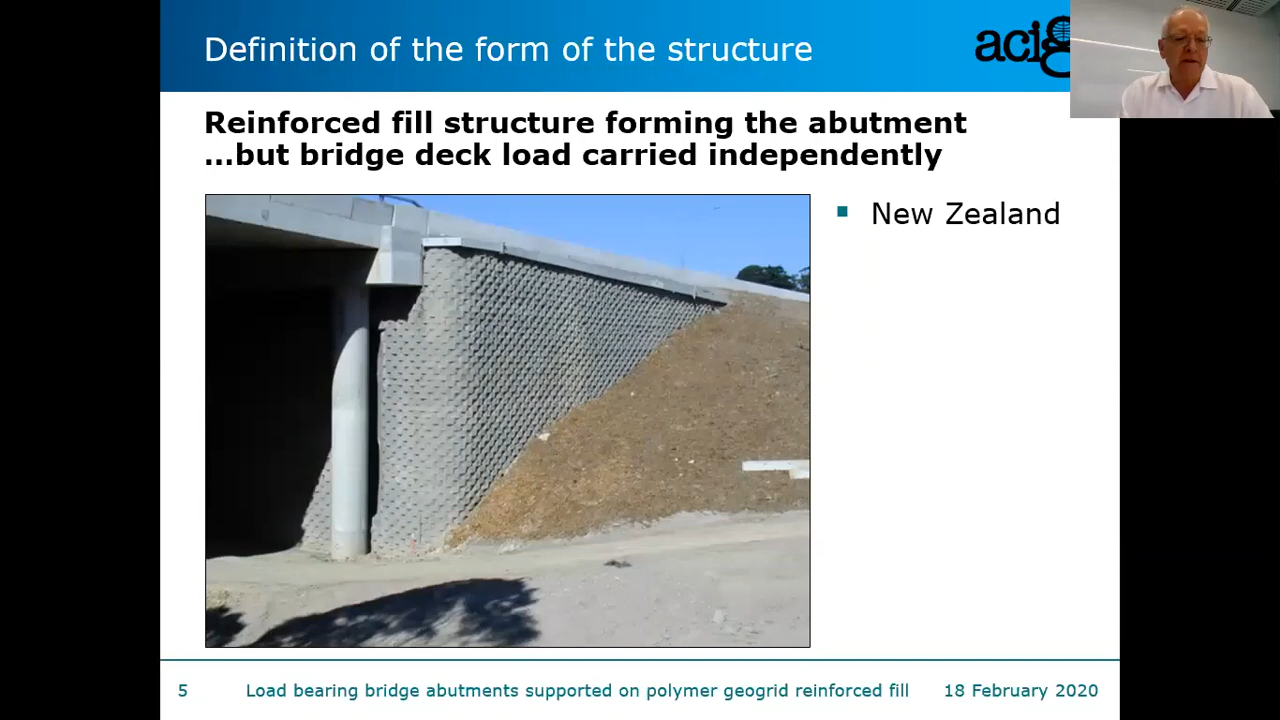 Definition of the form of the structure
acig
Reinforced fill structure forming the abutment
...but bridge deck load carried independently
New Zealand
5 Load bearing bridge abutments supported on polymer geogrid reinforced fill 18 February 2020